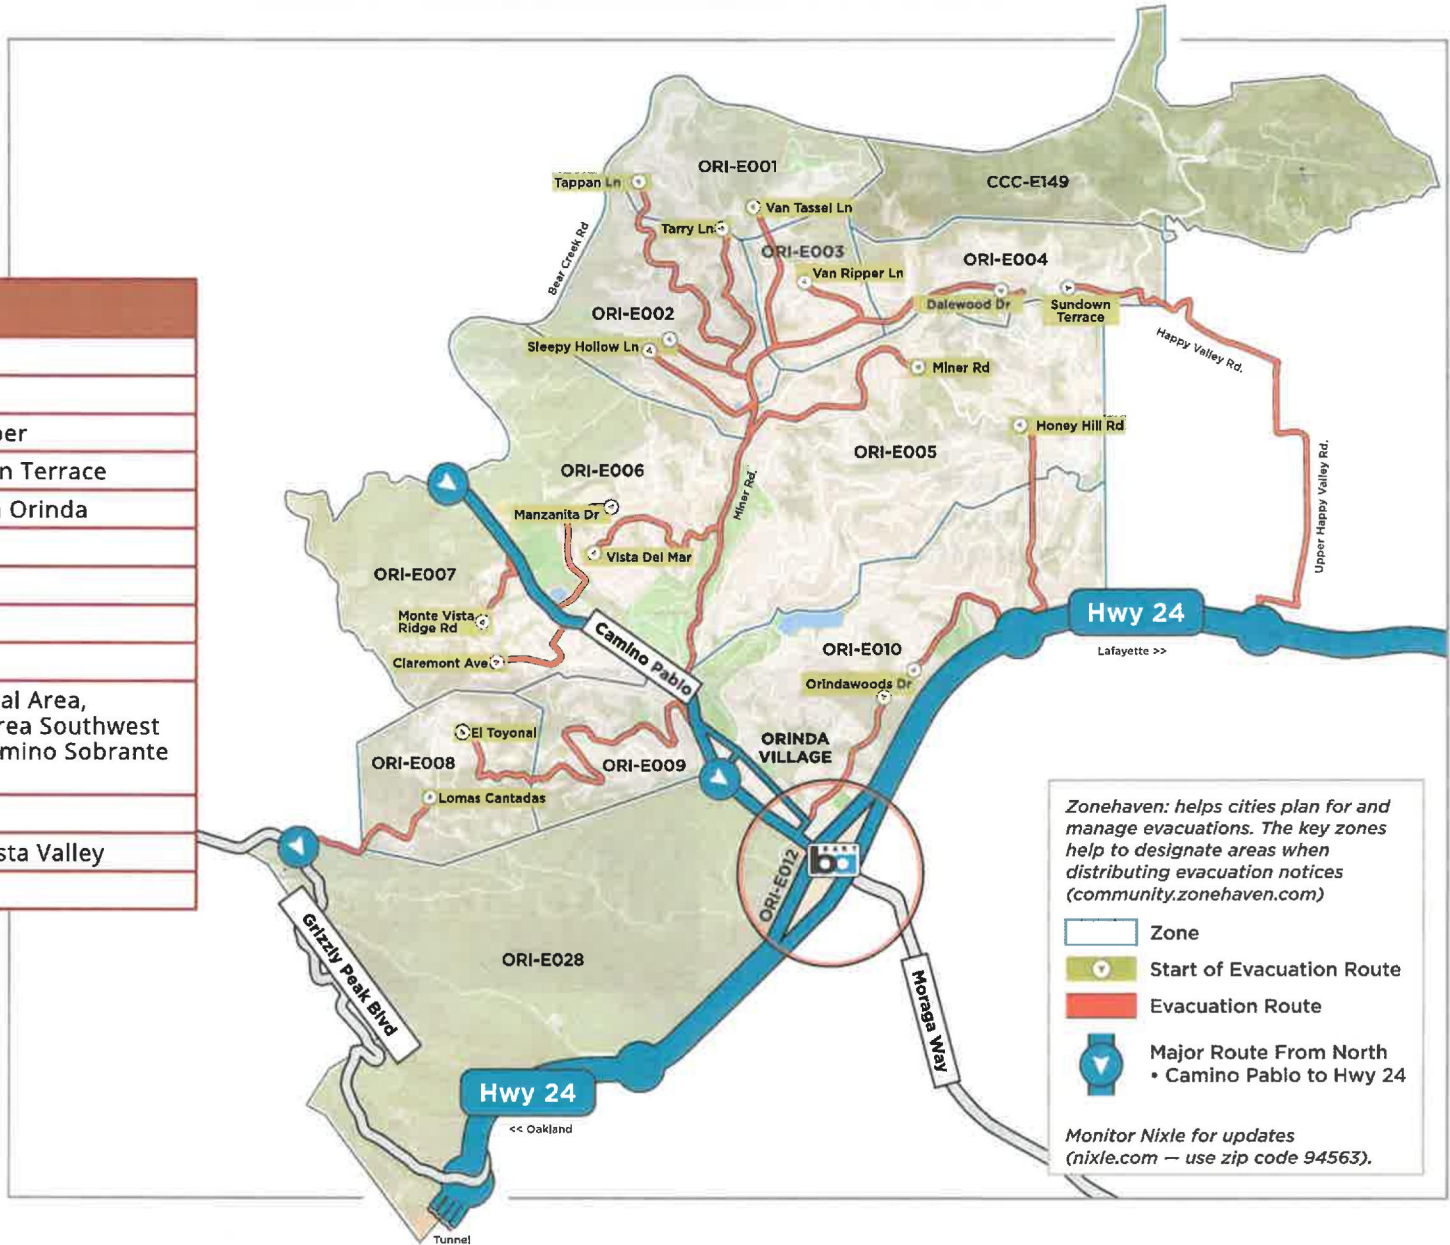 ber
n Terrace
n Orinda
al Area,
rea Southwest
mino Sobrante
sta Valley
ORI-E001
CCC-E149
Tappan Ln
Van Tassel Ln
Tarry Ln
Bear Creek Rd
ORI-E003
ORI-E004
Van Ripper Ln
Dalewood Dr
Sundown
Terrace
ORI-E002
Sleepy Hollow Ln
Happy Valley Rd.
Miner Rd
Honey Hill Rd
ORI-E005
ORI-E006
Miner Rd.
Upper Happy Valley Rd.
Manzanita Dr
Vista Del Mar
ORI-E007
Monte Vista
Ridge Rd
Claremont Ave
Camino Pablo
Hwy 24
Lafayette >>
ORI-E010
Orindawoods Dr
El Toyonal
ORI-E008
ORI-E009
ORINDA
VILLAGE
Lomas Cantadas
BART
ba
ORI-E012
Grizzly Peak Blvd
ORI-E028
Moraga Way
Hwy 24
<< Oakland
Tunnel
Zonehaven: helps cities plan for and
manage evacuations. The key zones
help to designate areas when
distributing evacuation notices
(community.zonehaven.com)
Zone
Start of Evacuation Route
Evacuation Route
Major Route From North
• Camino Pablo to Hwy 24
Monitor Nixle for updates
(nixle.com — use zip code 94563).